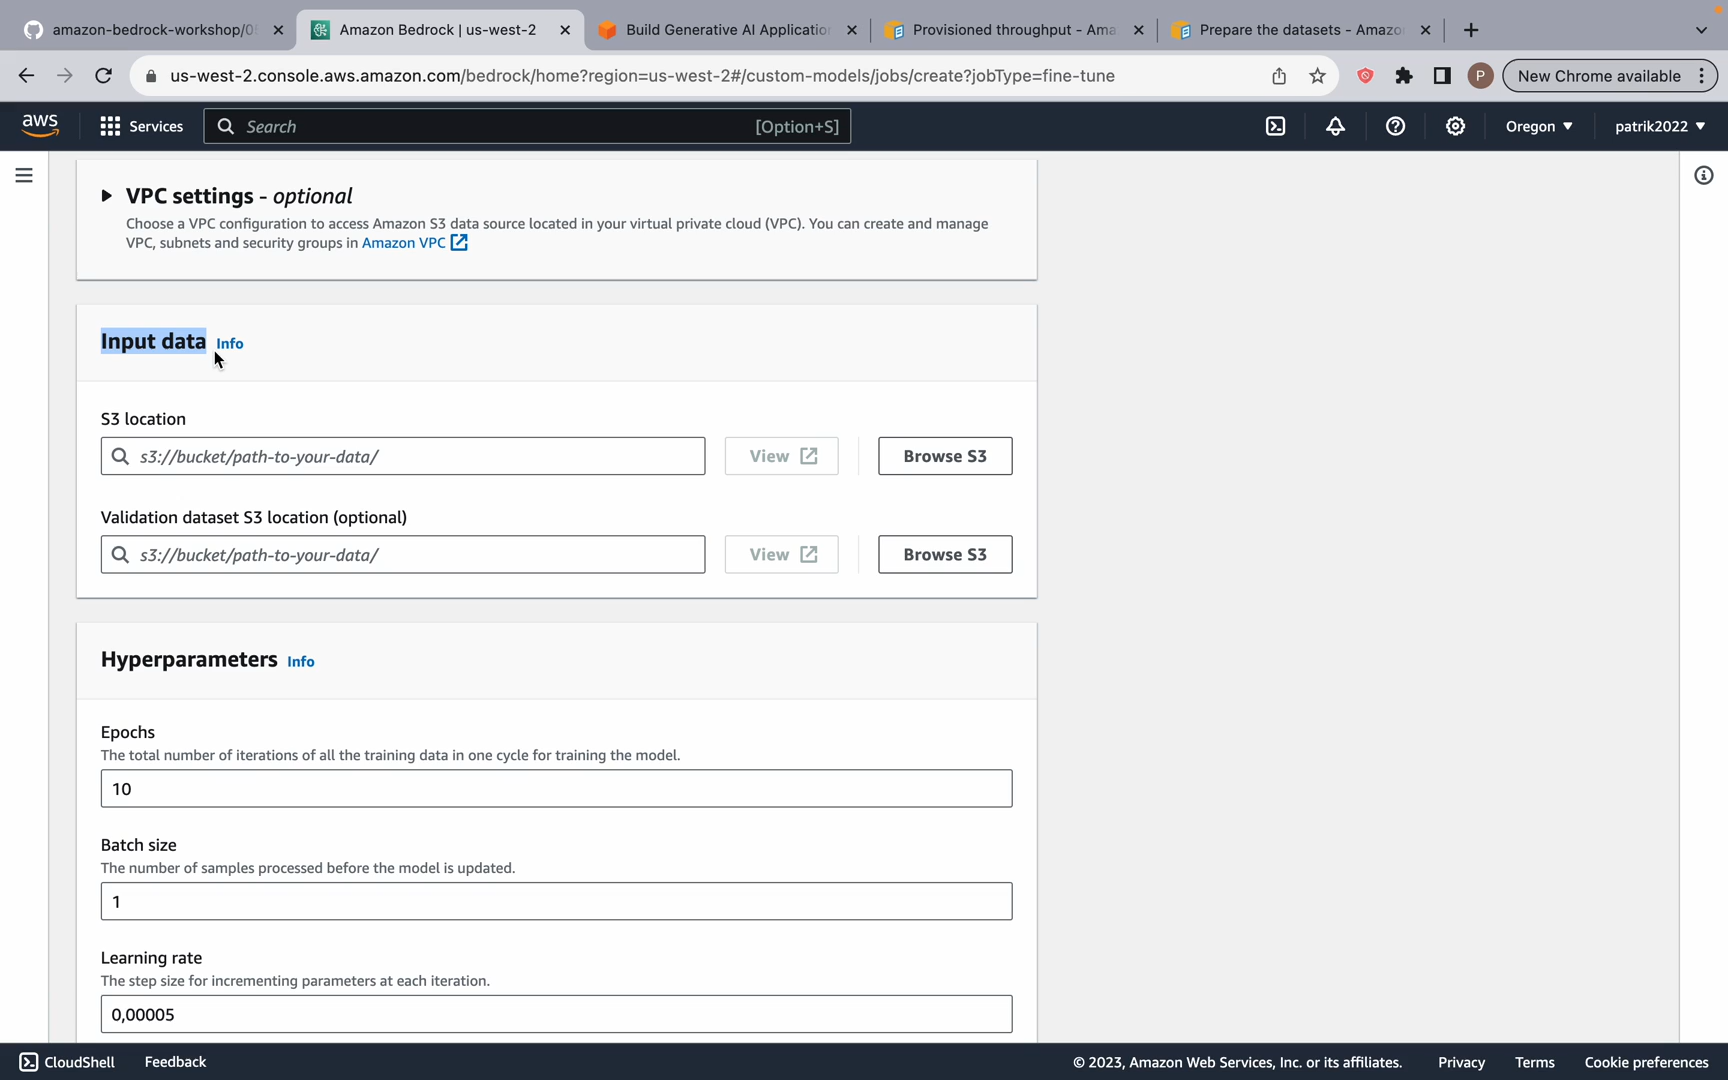 amazon-bedrock-workshop/0
Amazon Bedrock | us-west-2
Build Generative AI Applicatio
Provisioned throughput - Ama
Prepare the datasets - Amazo
us-west-2.console.aws.amazon.com/bedrock/home?region=us-west-2#/custom-models/jobs/create?jobType=fine-tune
P
New Chrome available
aws
Services
Search
[Option+S]
Oregon
patrik2022
VPC settings - optional
Choose a VPC configuration to access Amazon S3 data source located in your virtual private cloud (VPC). You can create and manage
VPC, subnets and security groups in Amazon VPC
Input data Info
S3 location
s3://bucket/path-to-your-data/
View
Browse S3
Validation dataset S3 location (optional)
s3://bucket/path-to-your-data/
View
Browse S3
Hyperparameters Info
Epochs
The total number of iterations of all the training data in one cycle for training the model.
10
Batch size
The number of samples processed before the model is updated.
1
Learning rate
The step size for incrementing parameters at each iteration.
0,00005
CloudShell
Feedback
© 2023, Amazon Web Services, Inc. or its affiliates.
Privacy
Terms
Cookie preferences